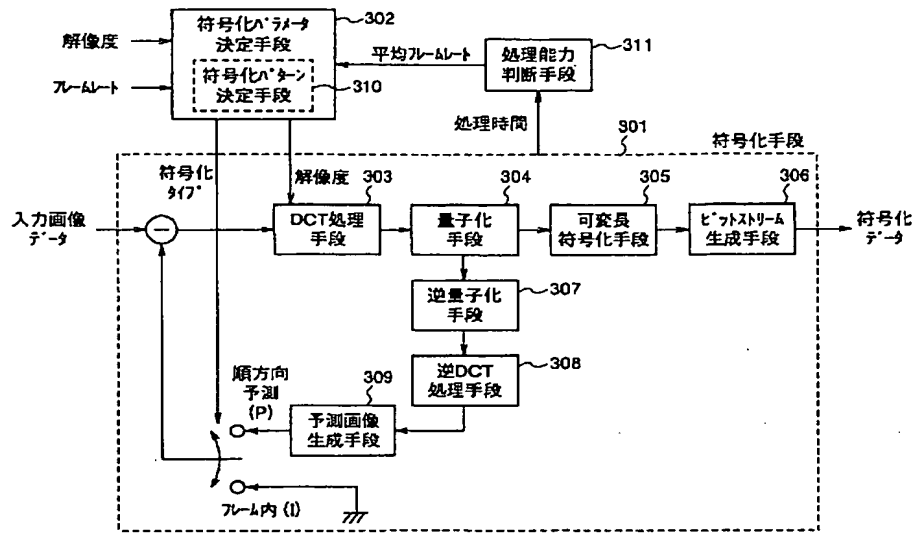 符号化ﾊﾟﾗﾒｰﾀ
決定手段
302
解像度
ﾌﾚｰﾑﾚｰﾄ
符号化ﾊﾟﾀｰﾝ
決定手段
310
平均ﾌﾚｰﾑﾚｰﾄ
処理能力
判断手段
311
処理時間
301
符号化手段
符号化
ﾀｲﾌﾟ
解像度
入力画像
データ
303
DCT処理
手段
304
量子化
手段
305
可変長
符号化手段
306
ﾋﾞｯﾄｽﾄﾘｰﾑ
生成手段
符号化
データ
逆量子化
手段
307
逆DCT
処理手段
308
順方向
予測
(P)
309
予測画像
生成手段
ﾌﾚｰﾑ内 (I)